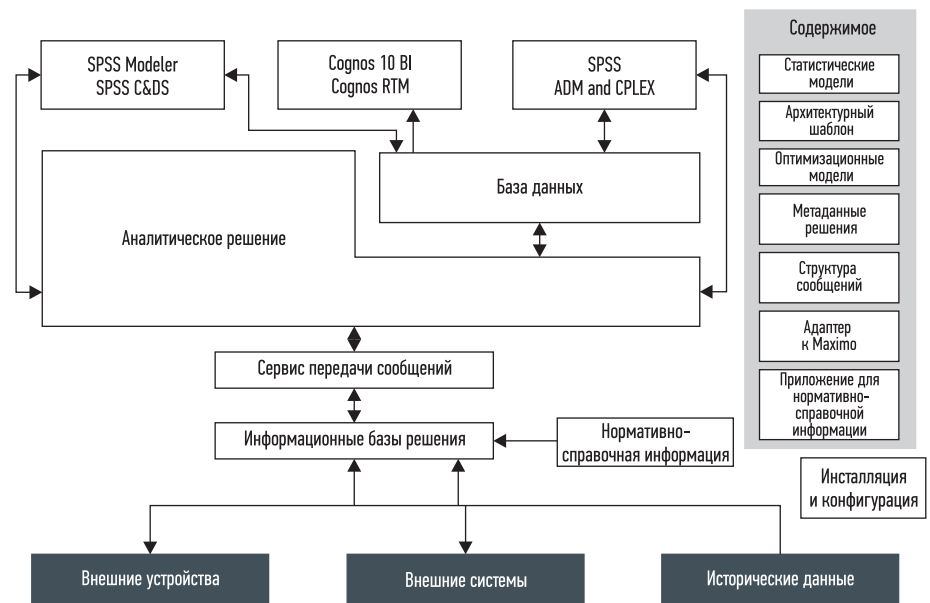 SPSS Modeler
SPSS C&DS
Cognos 10 BI
Cognos RTM
SPSS
ADM and CPLEX
База данных
Аналитическое решение
Сервис передачи сообщений
Информационные базы решения
Нормативно-
справочная информация
Внешние устройства
Внешние системы
Исторические данные
Содержимое
Статистические
модели
Архитектурный
шаблон
Оптимизационные
модели
Метаданные
решения
Структура
сообщений
Адаптер
к Maximo
Приложение для
нормативно-
справочной
информации
Инсталляция
и конфигурация